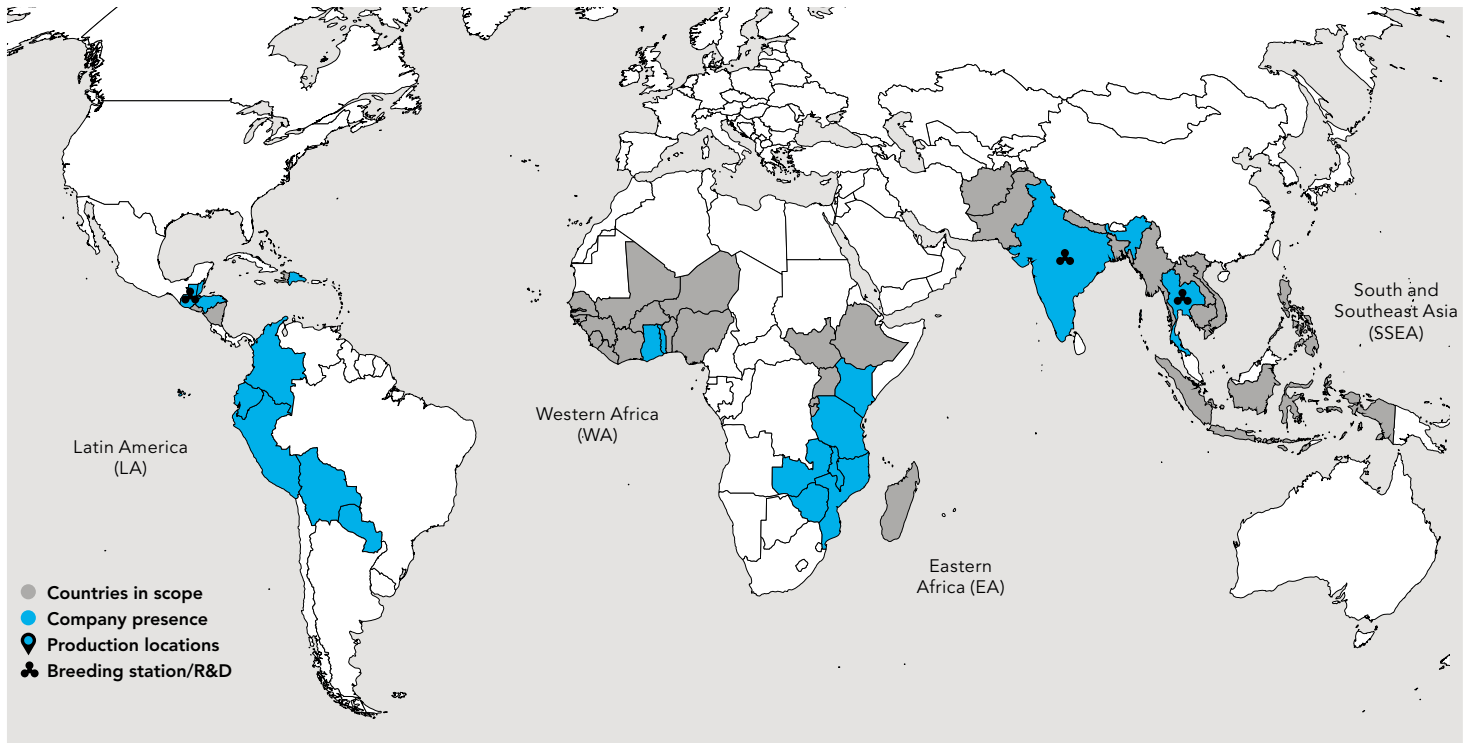 South and
Southeast Asia
(SSEA)
Western Africa
(WA)
Latin America
(LA)
Eastern
Africa (EA)
Countries in scope
Company presence
Production locations
Breeding station/R&D